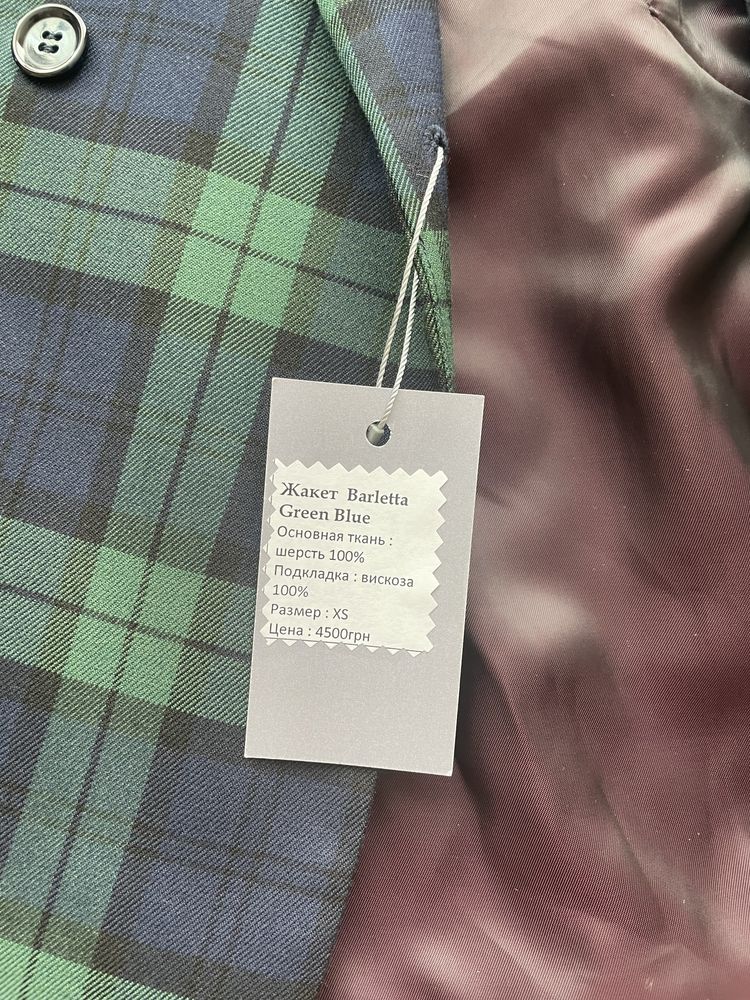 Жакет Barletta
Green Blue
Основная ткань :
шерсть 100%
Подкладка : вискоза
100%
Размер : XS
Цена : 4500грн